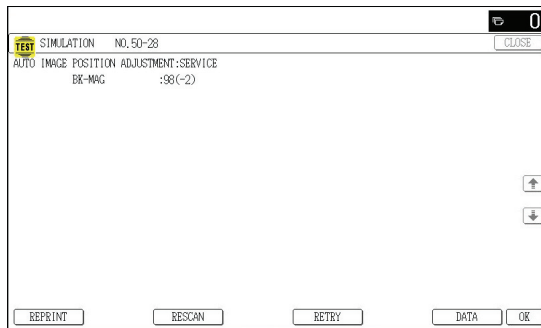 0
TEST SIMULATION NO.50-28 CLOSE
AUTO IMAGE POSITION ADJUSTMENT:SERVICE
BK-MAG :98(-2)
REPRINT RESCAN RETRY DATA OK